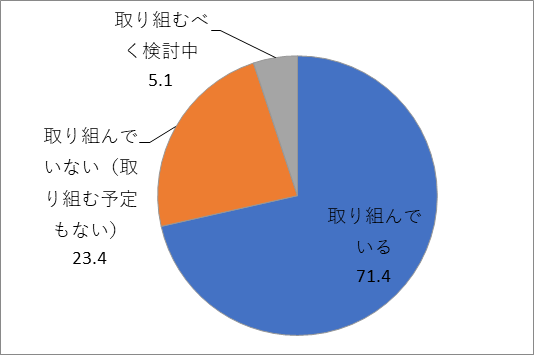 取り組むべ
く検討中
5.1
取り組んで
いない（取
り組む予定
もない）
23.4
取り組んで
いる
71.4